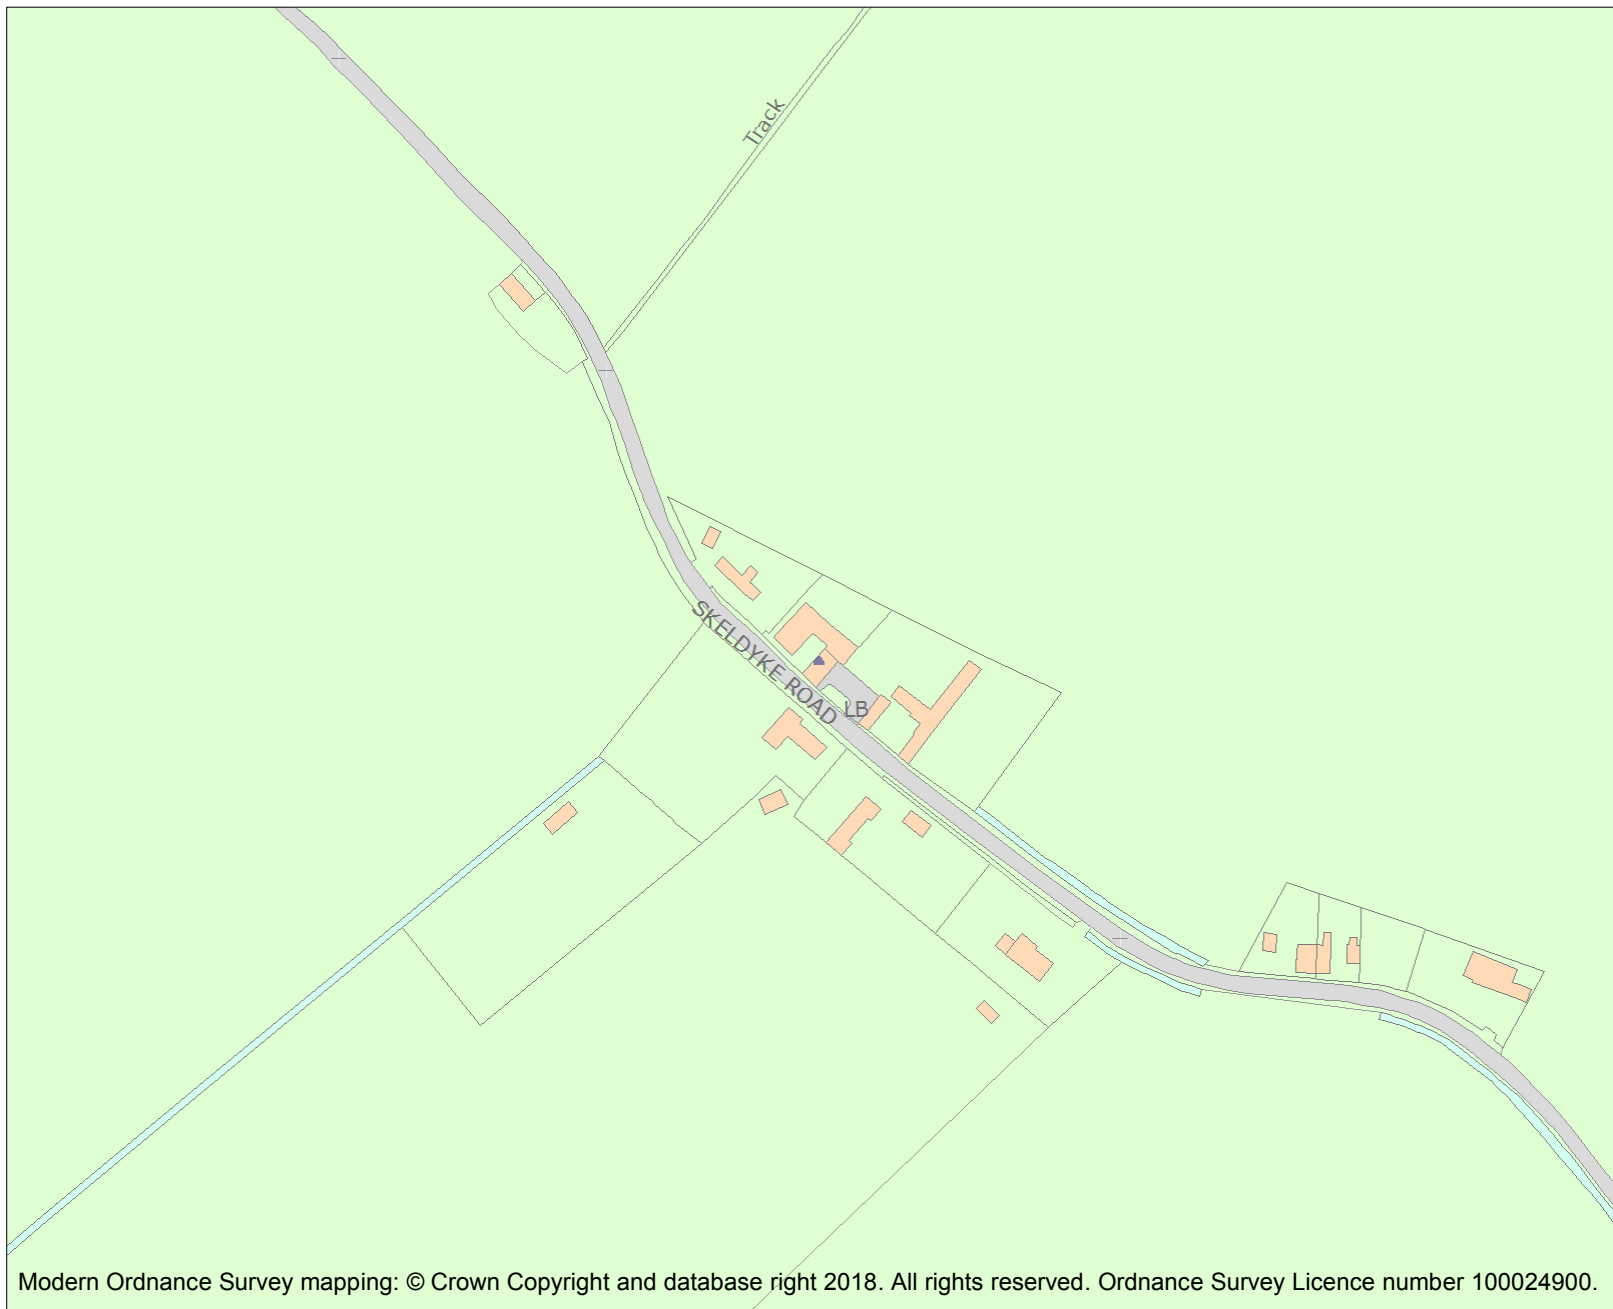 Track
SKELDYKE ROAD
LB
Modern Ordnance Survey mapping: © Crown Copyright and database right 2018. All rights reserved. Ordnance Survey Licence number 100024900.